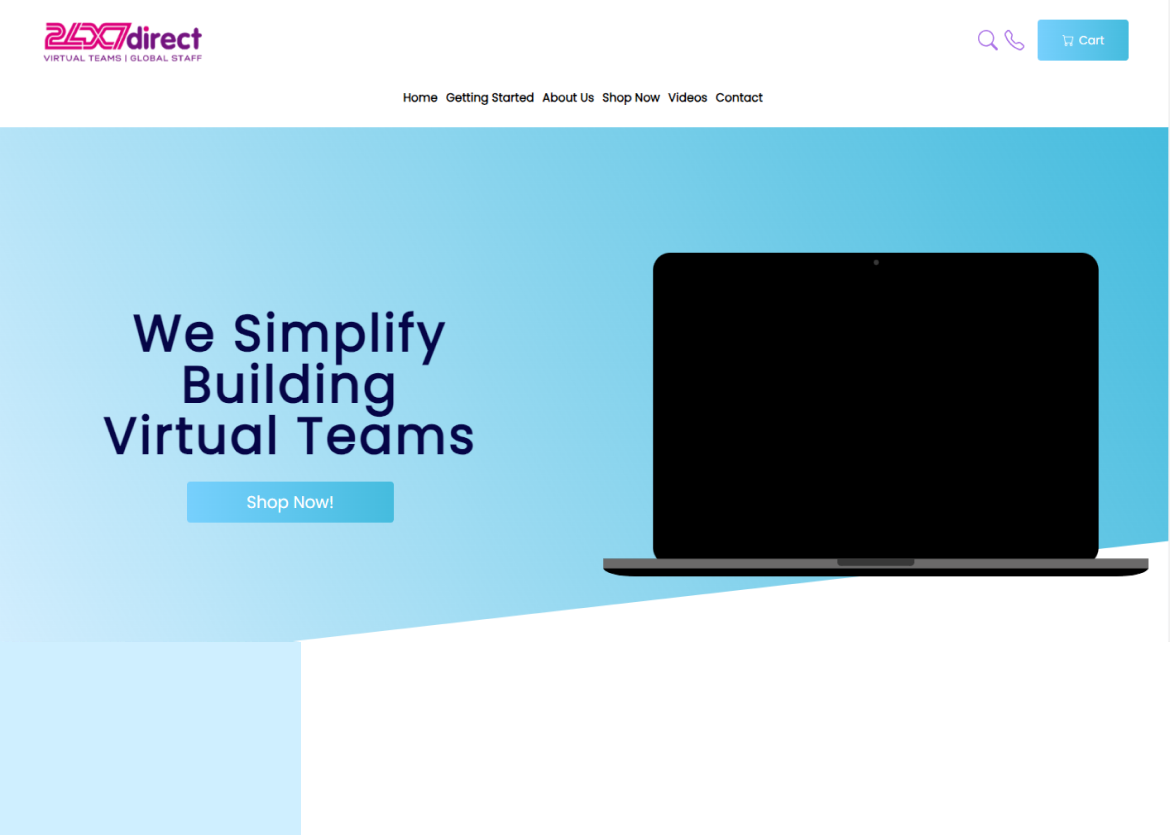 24X7direct
VIRTUAL TEAMS | GLOBAL STAFF
Cart
Home Getting Started About Us Shop Now Videos Contact
We Simplify
Building
Virtual Teams
Shop Now!